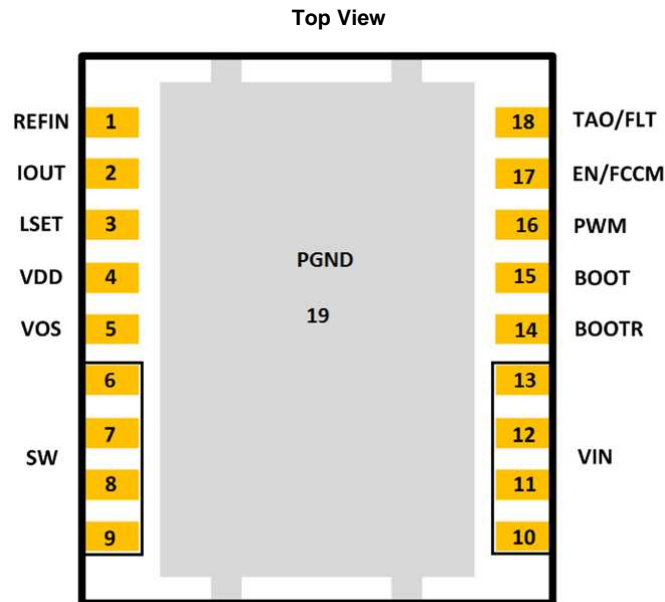 Top View
REFIN 1 18 TAO/FLT
IOUT 2 17 EN/FCCM
LSET 3 16 PWM
PGND
VDD 4 15 BOOT
19
VOS 5 14 BOOTR
6 13
7 12
SW VIN
8 11
9 10